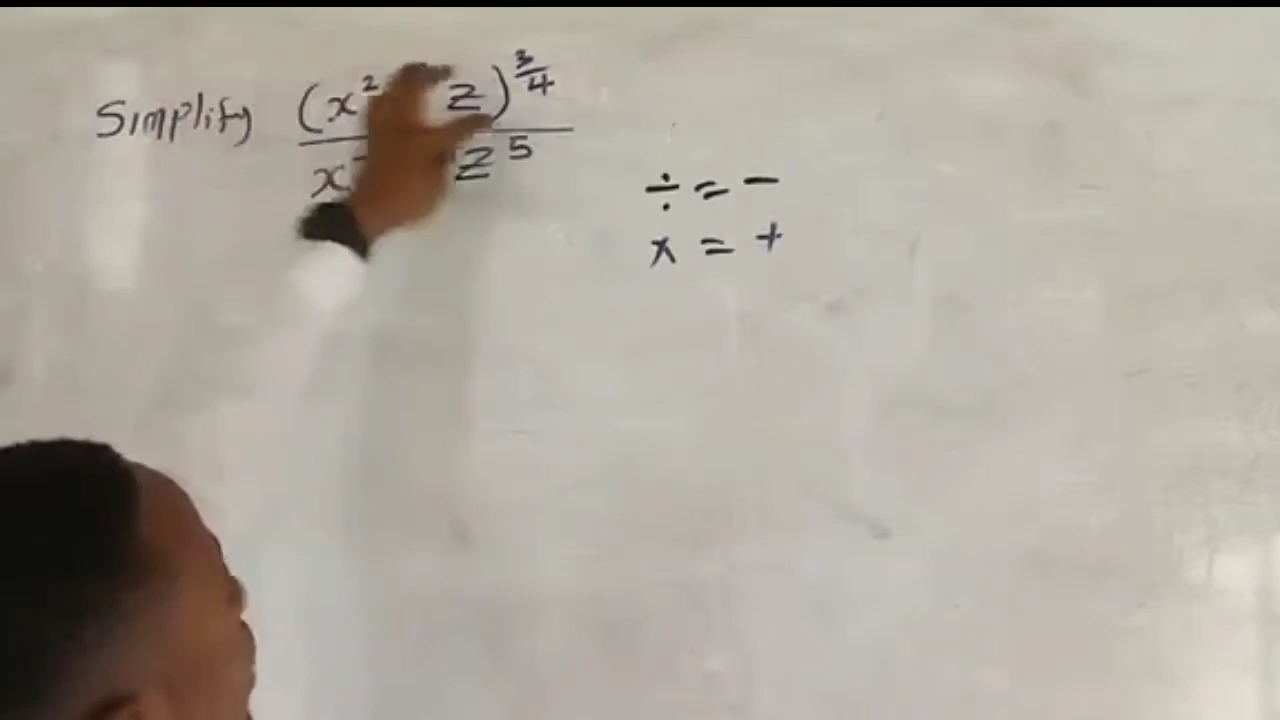 Simplify (x² z)^3/4
x z⁵
÷ = −
x = +